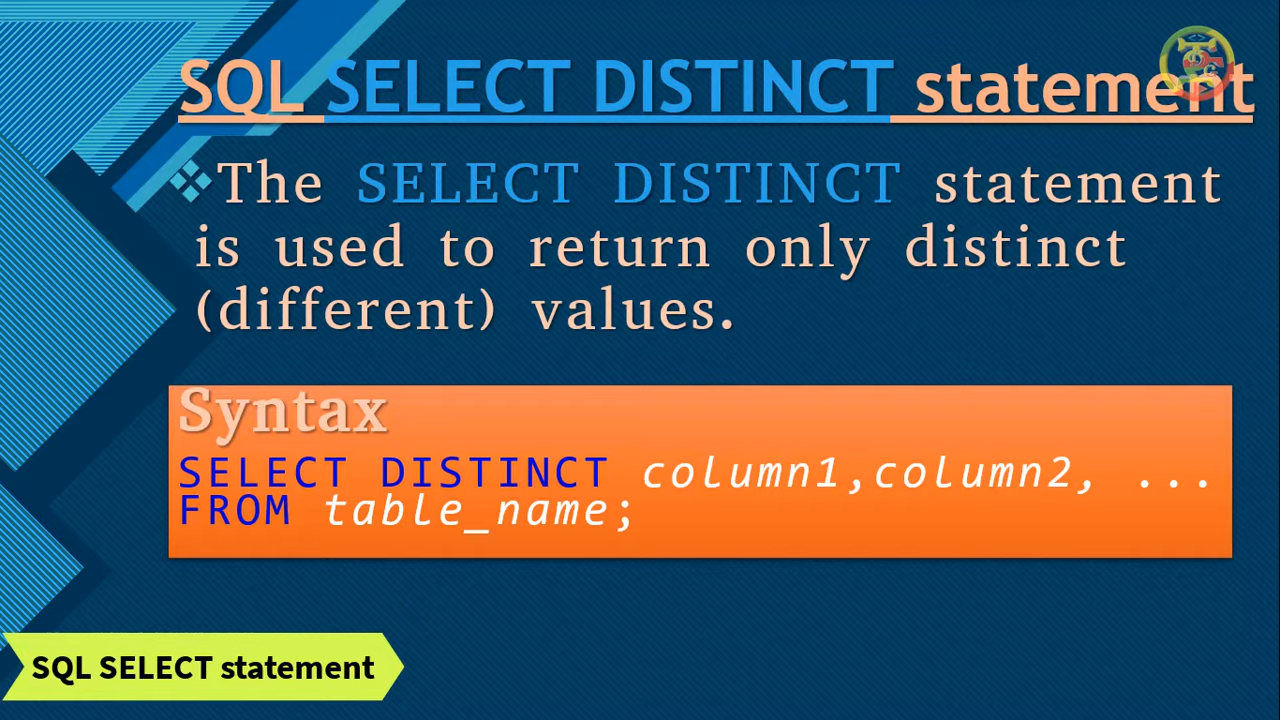 SQL SELECT DISTINCT statement
The SELECT DISTINCT statement
is used to return only distinct
(different) values.
Syntax
SELECT DISTINCT column1,column2, ...
FROM table_name;
SQL SELECT statement